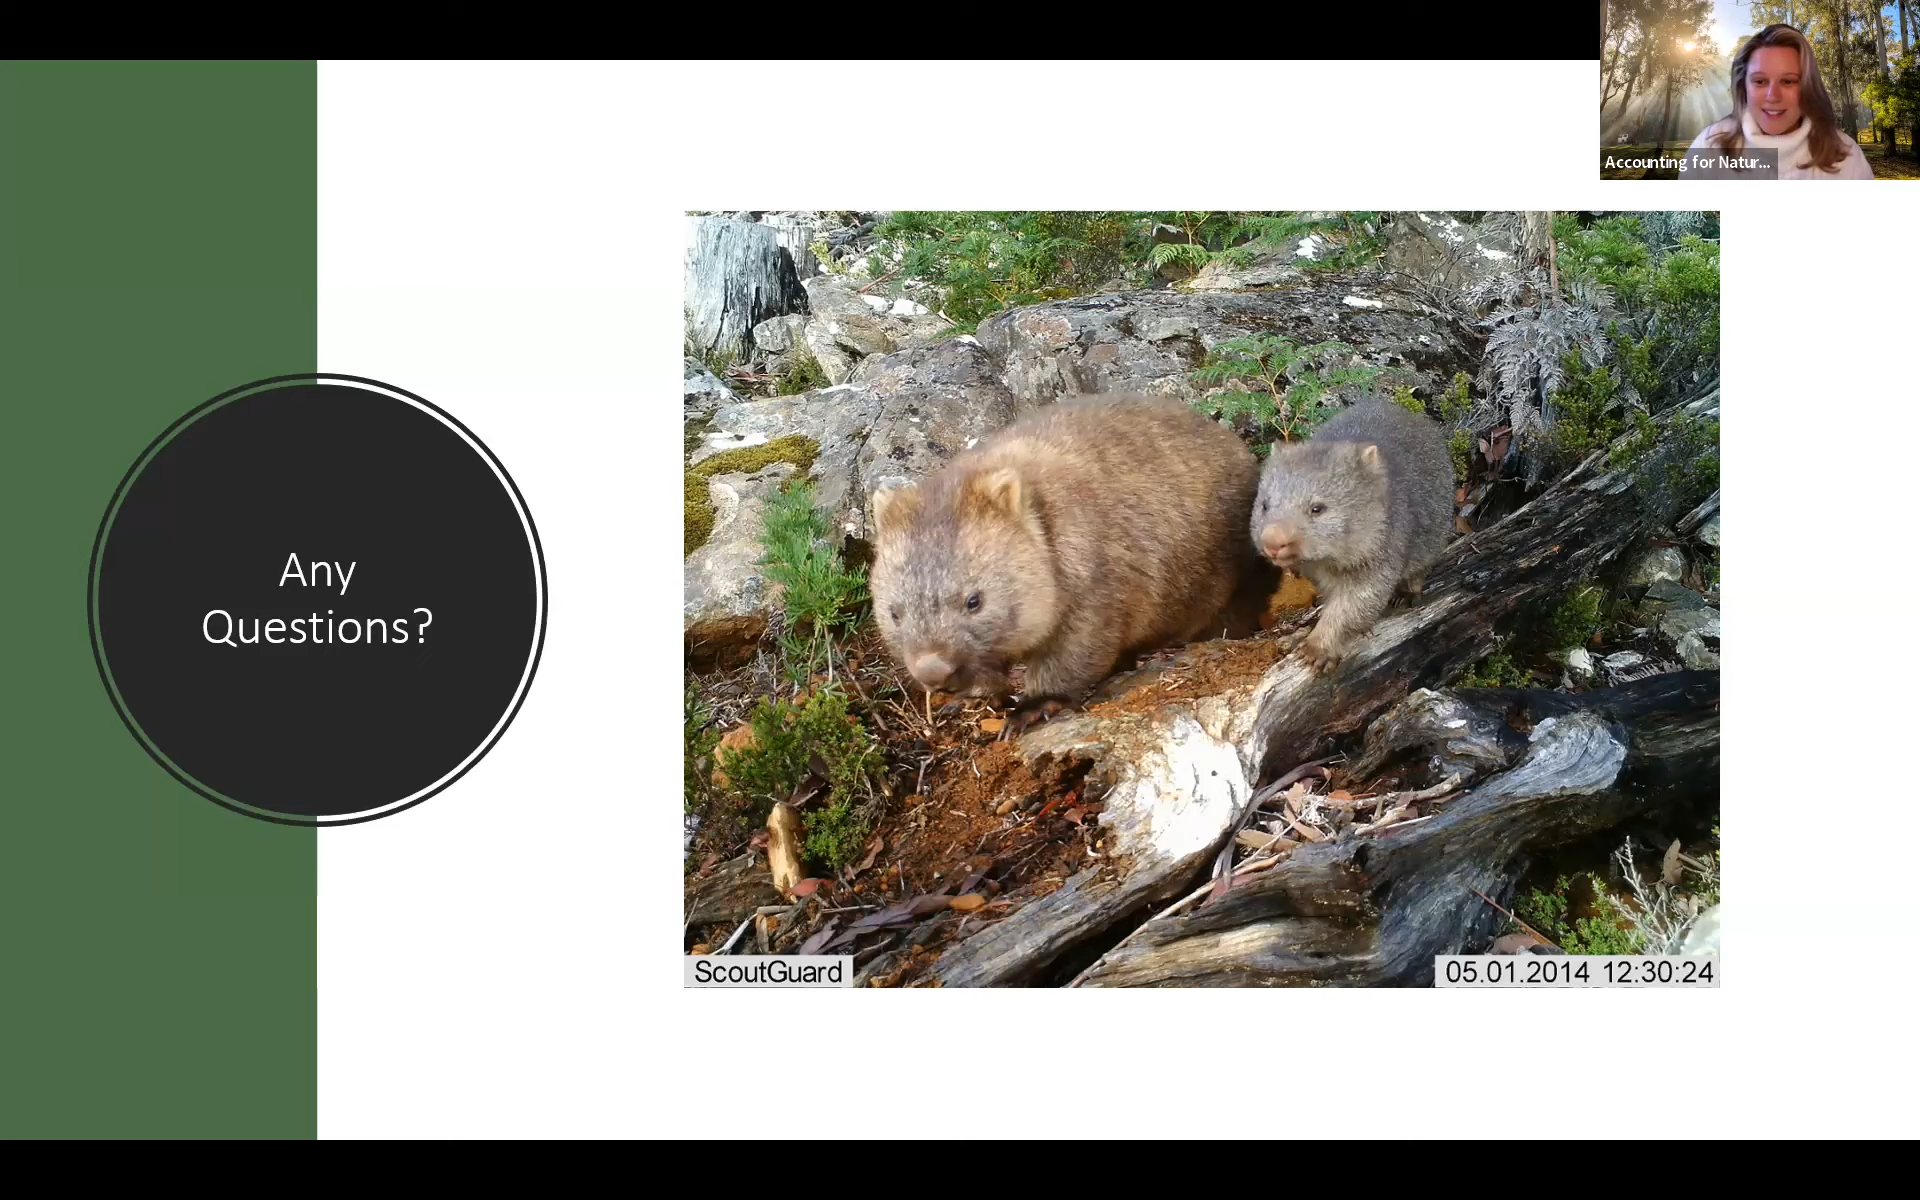 Accounting for Natur...
Any
Questions?
ScoutGuard
05.01.2014 12:30:24